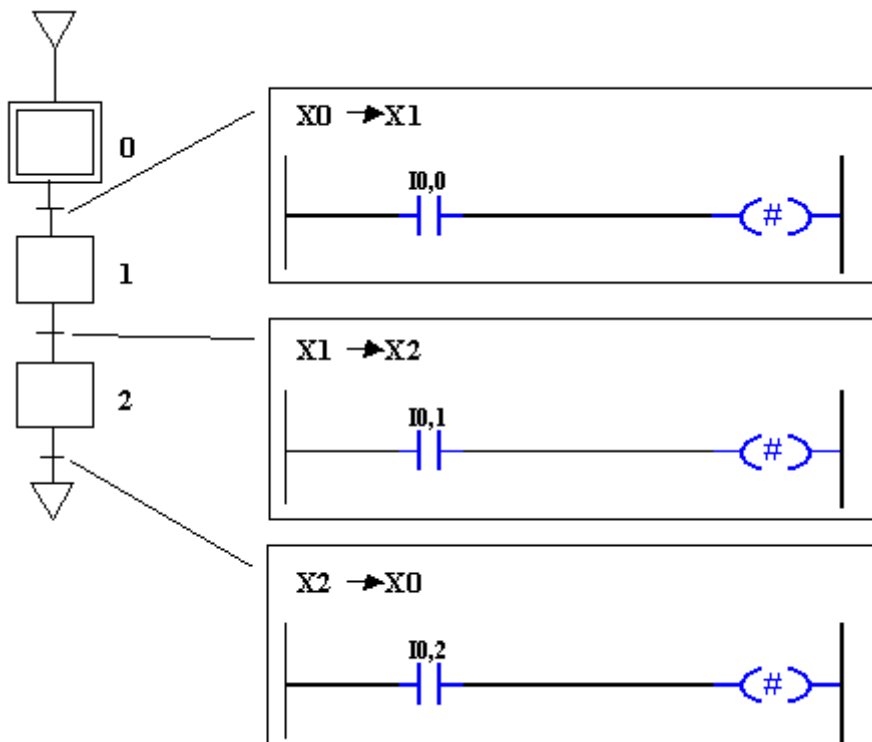 0
1
2
X0 → X1
I0,0
#
X1 → X2
I0,1
#
X2 → X0
I0,2
#